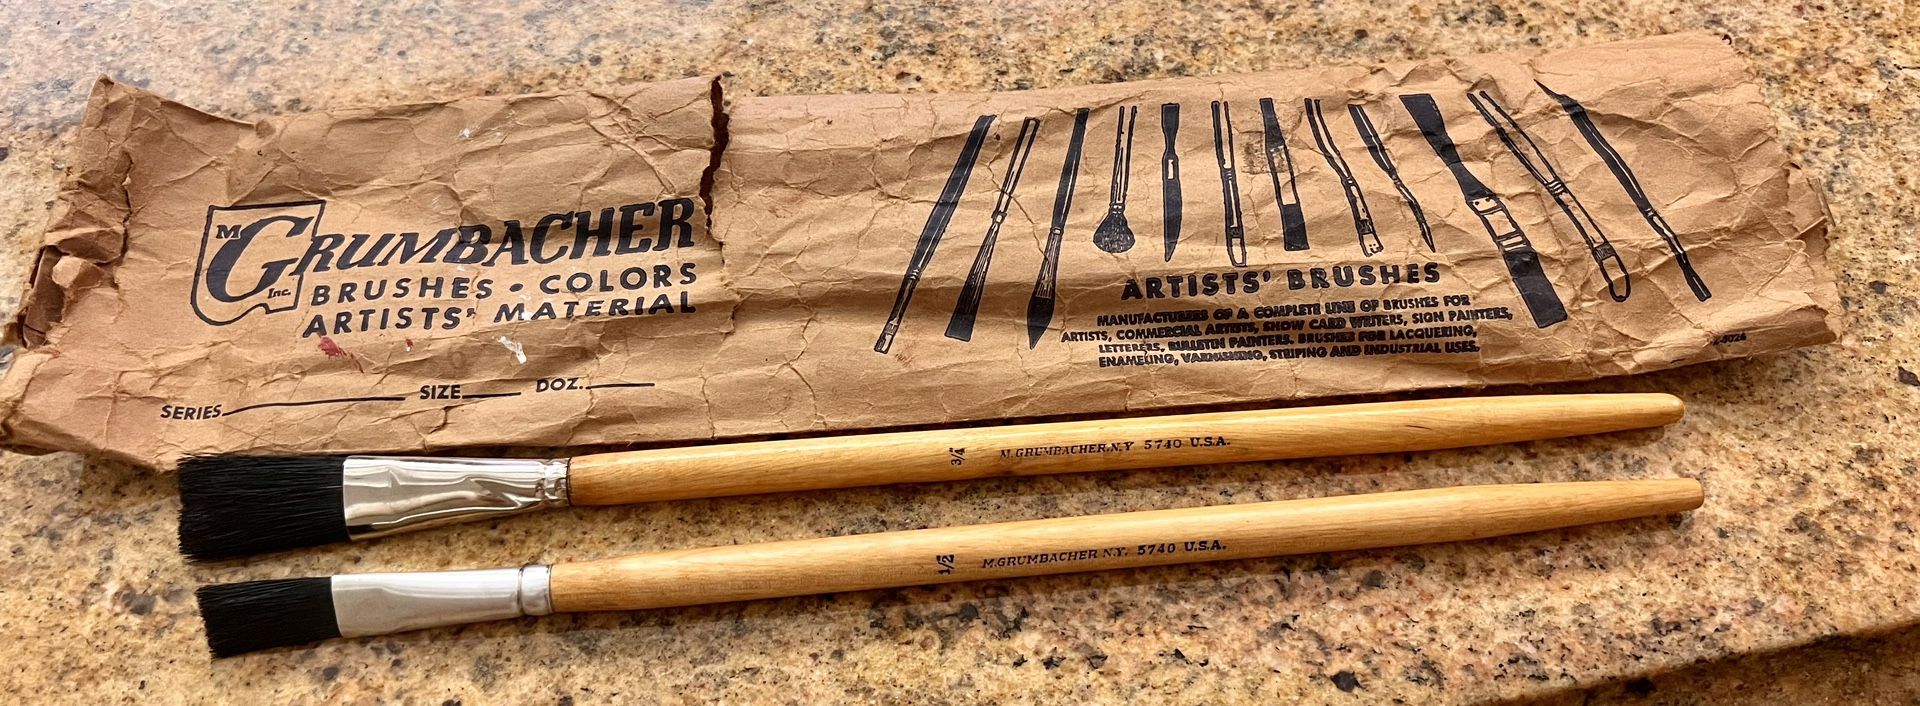 M GRUMBACHER Inc.
BRUSHES • COLORS
ARTISTS' MATERIAL
SERIES SIZE DOZ.
ARTISTS' BRUSHES
MANUFACTURERS OF A COMPLETE LINE OF BRUSHES FOR
ARTISTS, COMMERCIAL ARTISTS, SHOW CARD WRITERS, SIGN PAINTERS,
LETTERERS, BULLETIN PAINTERS. BRUSHES FOR LACQUERING,
ENAMELING, VARNISHING, STRIPING AND INDUSTRIAL USES.
3/4" M.GRUMBACHER.N.Y 5740 U.S.A.
1/2" M.GRUMBACHER N.Y. 5740 U.S.A.